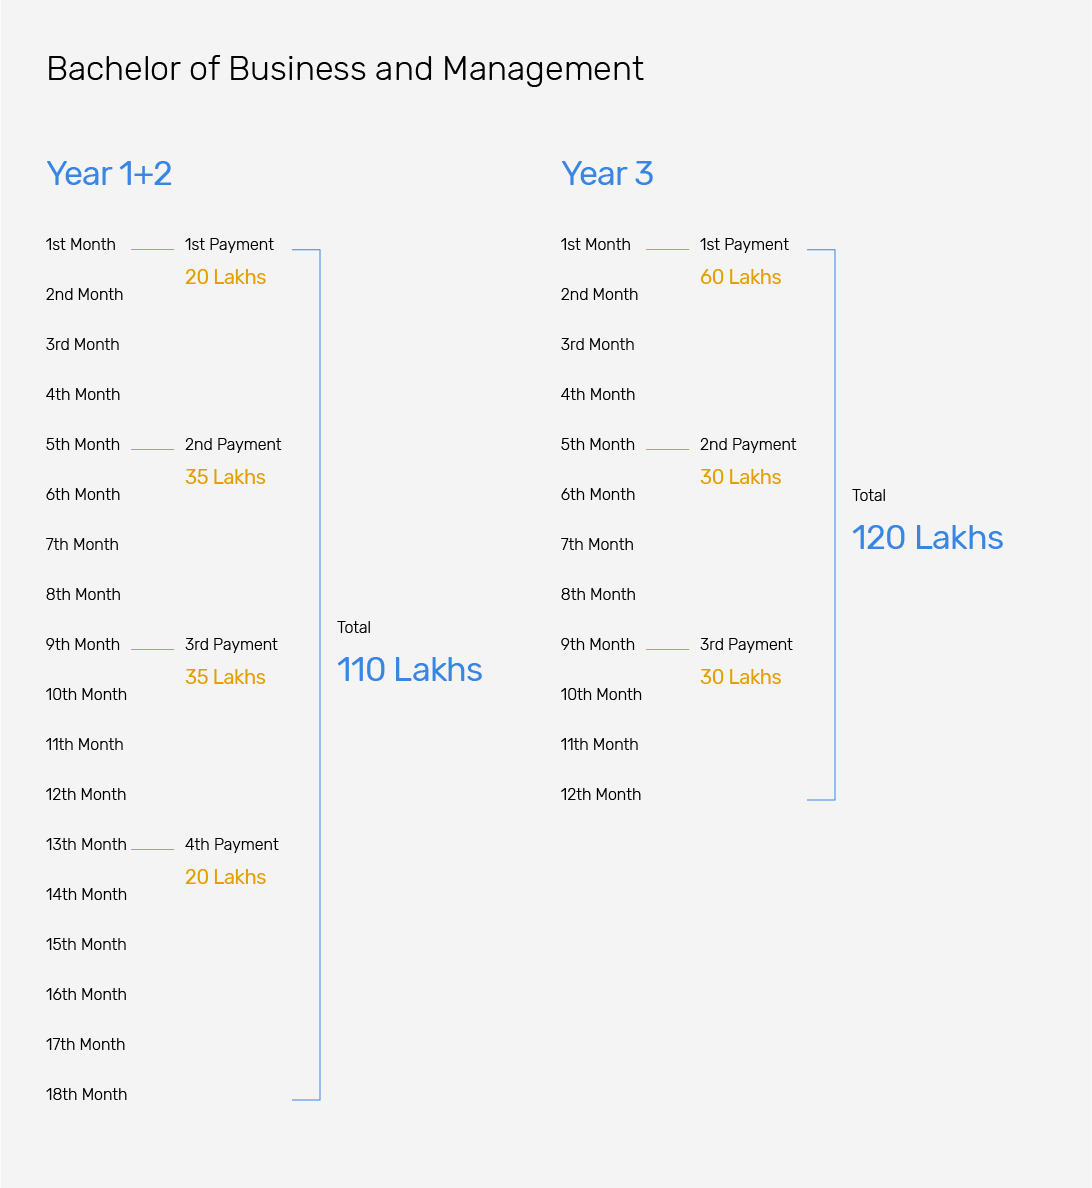 Bachelor of Business and Management
Year 1+2
1st Month 1st Payment
20 Lakhs
2nd Month
3rd Month
4th Month
5th Month 2nd Payment
35 Lakhs
6th Month
7th Month
8th Month
9th Month 3rd Payment
35 Lakhs
10th Month
11th Month
12th Month
13th Month 4th Payment
20 Lakhs
14th Month
15th Month
16th Month
17th Month
18th Month
Total
110 Lakhs
Year 3
1st Month 1st Payment
60 Lakhs
2nd Month
3rd Month
4th Month
5th Month 2nd Payment
30 Lakhs
6th Month
7th Month
8th Month
9th Month 3rd Payment
30 Lakhs
10th Month
11th Month
12th Month
Total
120 Lakhs